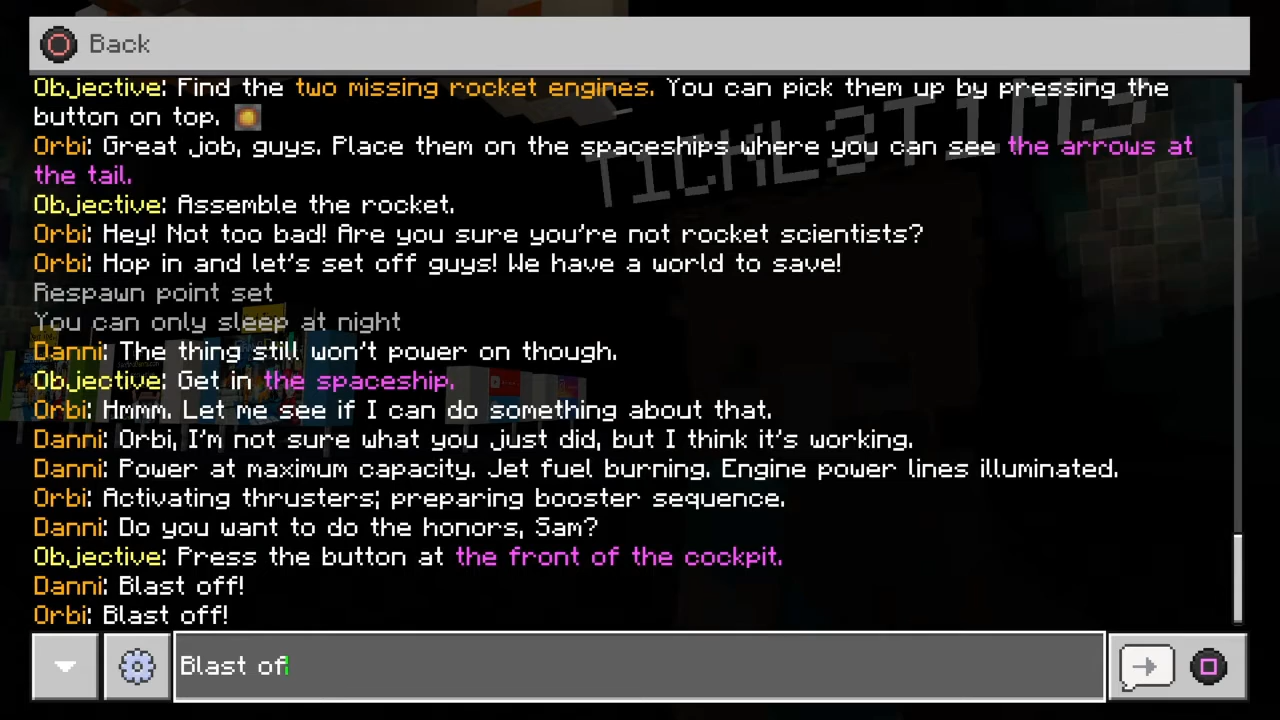 Back
TICKLƏTIMƏ
Objective: Find the two missing rocket engines. You can pick them up by pressing the
button on top.
Orbi: Great job, guys. Place them on the spaceships where you can see the arrows at
the tail.
Objective: Assemble the rocket.
Orbi: Hey! Not too bad! Are you sure you're not rocket scientists?
Orbi: Hop in and let's set off guys! We have a world to save!
Respawn point set
You can only sleep at night
Danni: The thing still won't power on though.
Objective: Get in the spaceship.
Orbi: Hmmm. Let me see if I can do something about that.
Danni: Orbi, I'm not sure what you just did, but I think it's working.
Danni: Power at maximum capacity. Jet fuel burning. Engine power lines illuminated.
Orbi: Activating thrusters; preparing booster sequence.
Danni: Do you want to do the honors, Sam?
Objective: Press the button at the front of the cockpit.
Danni: Blast off!
Orbi: Blast off!
Blast of